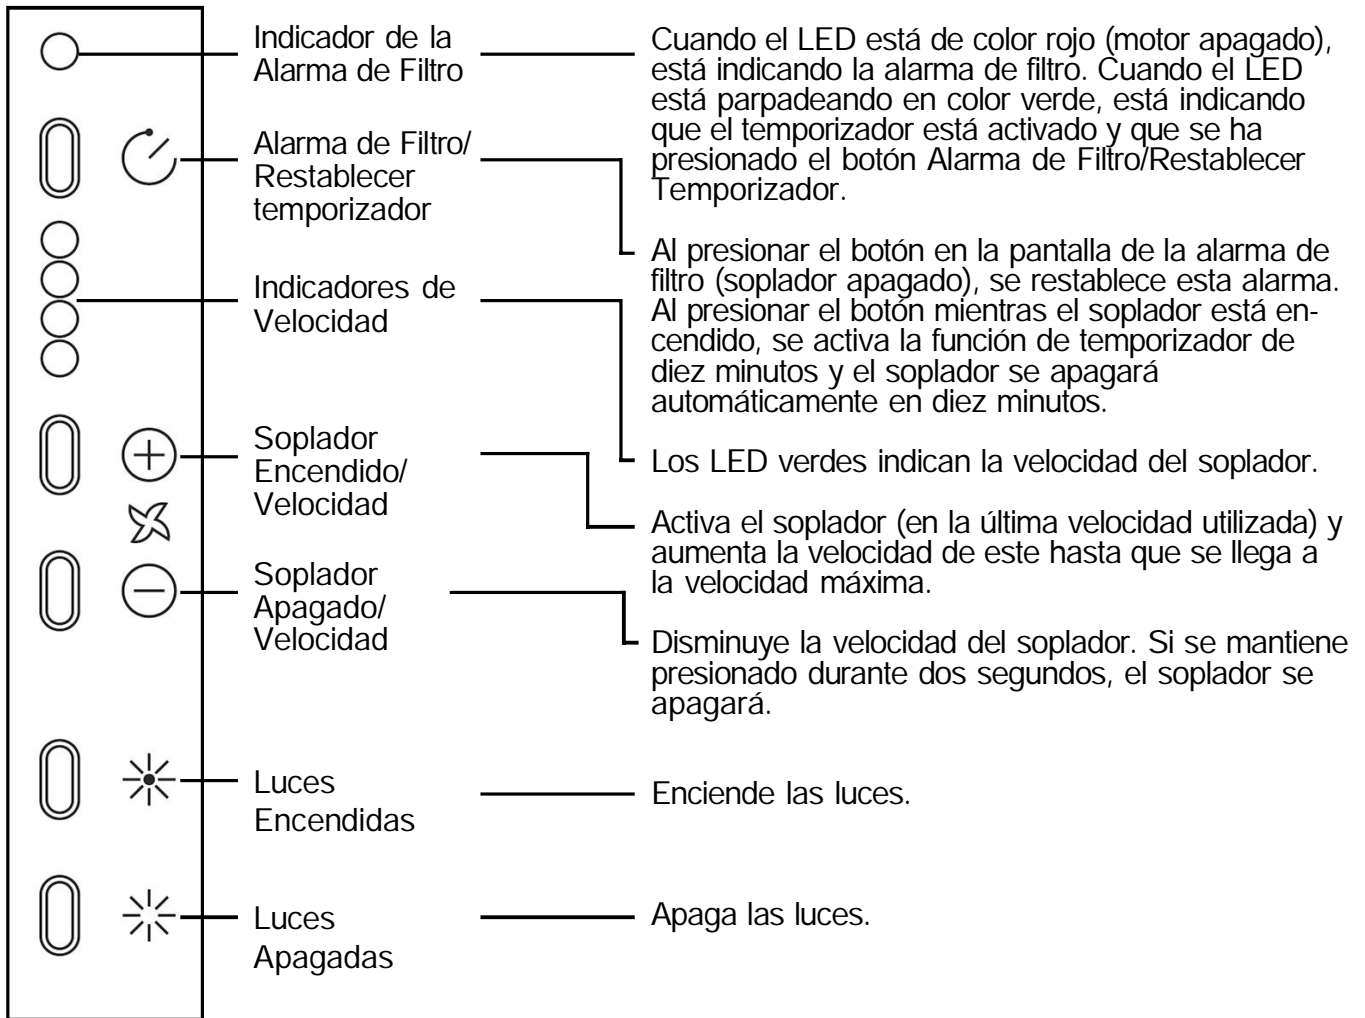 Indicador de la
Alarma de Filtro
Cuando el LED está de color rojo (motor apagado),
está indicando la alarma de filtro. Cuando el LED
está parpadeando en color verde, está indicando
que el temporizador está activado y que se ha
presionado el botón Alarma de Filtro/Restablecer
Temporizador.
Alarma de Filtro/
Restablecer
temporizador
Al presionar el botón en la pantalla de la alarma de
filtro (soplador apagado), se restablece esta alarma.
Al presionar el botón mientras el soplador está en-
cendido, se activa la función de temporizador de
diez minutos y el soplador se apagará
automáticamente en diez minutos.
Indicadores de
Velocidad
Los LED verdes indican la velocidad del soplador.
Soplador
Encendido/
Velocidad
Activa el soplador (en la última velocidad utilizada) y
aumenta la velocidad de este hasta que se llega a
la velocidad máxima.
Soplador
Apagado/
Velocidad
Disminuye la velocidad del soplador. Si se mantiene
presionado durante dos segundos, el soplador se
apagará.
Luces
Encendidas
Enciende las luces.
Luces
Apagadas
Apaga las luces.